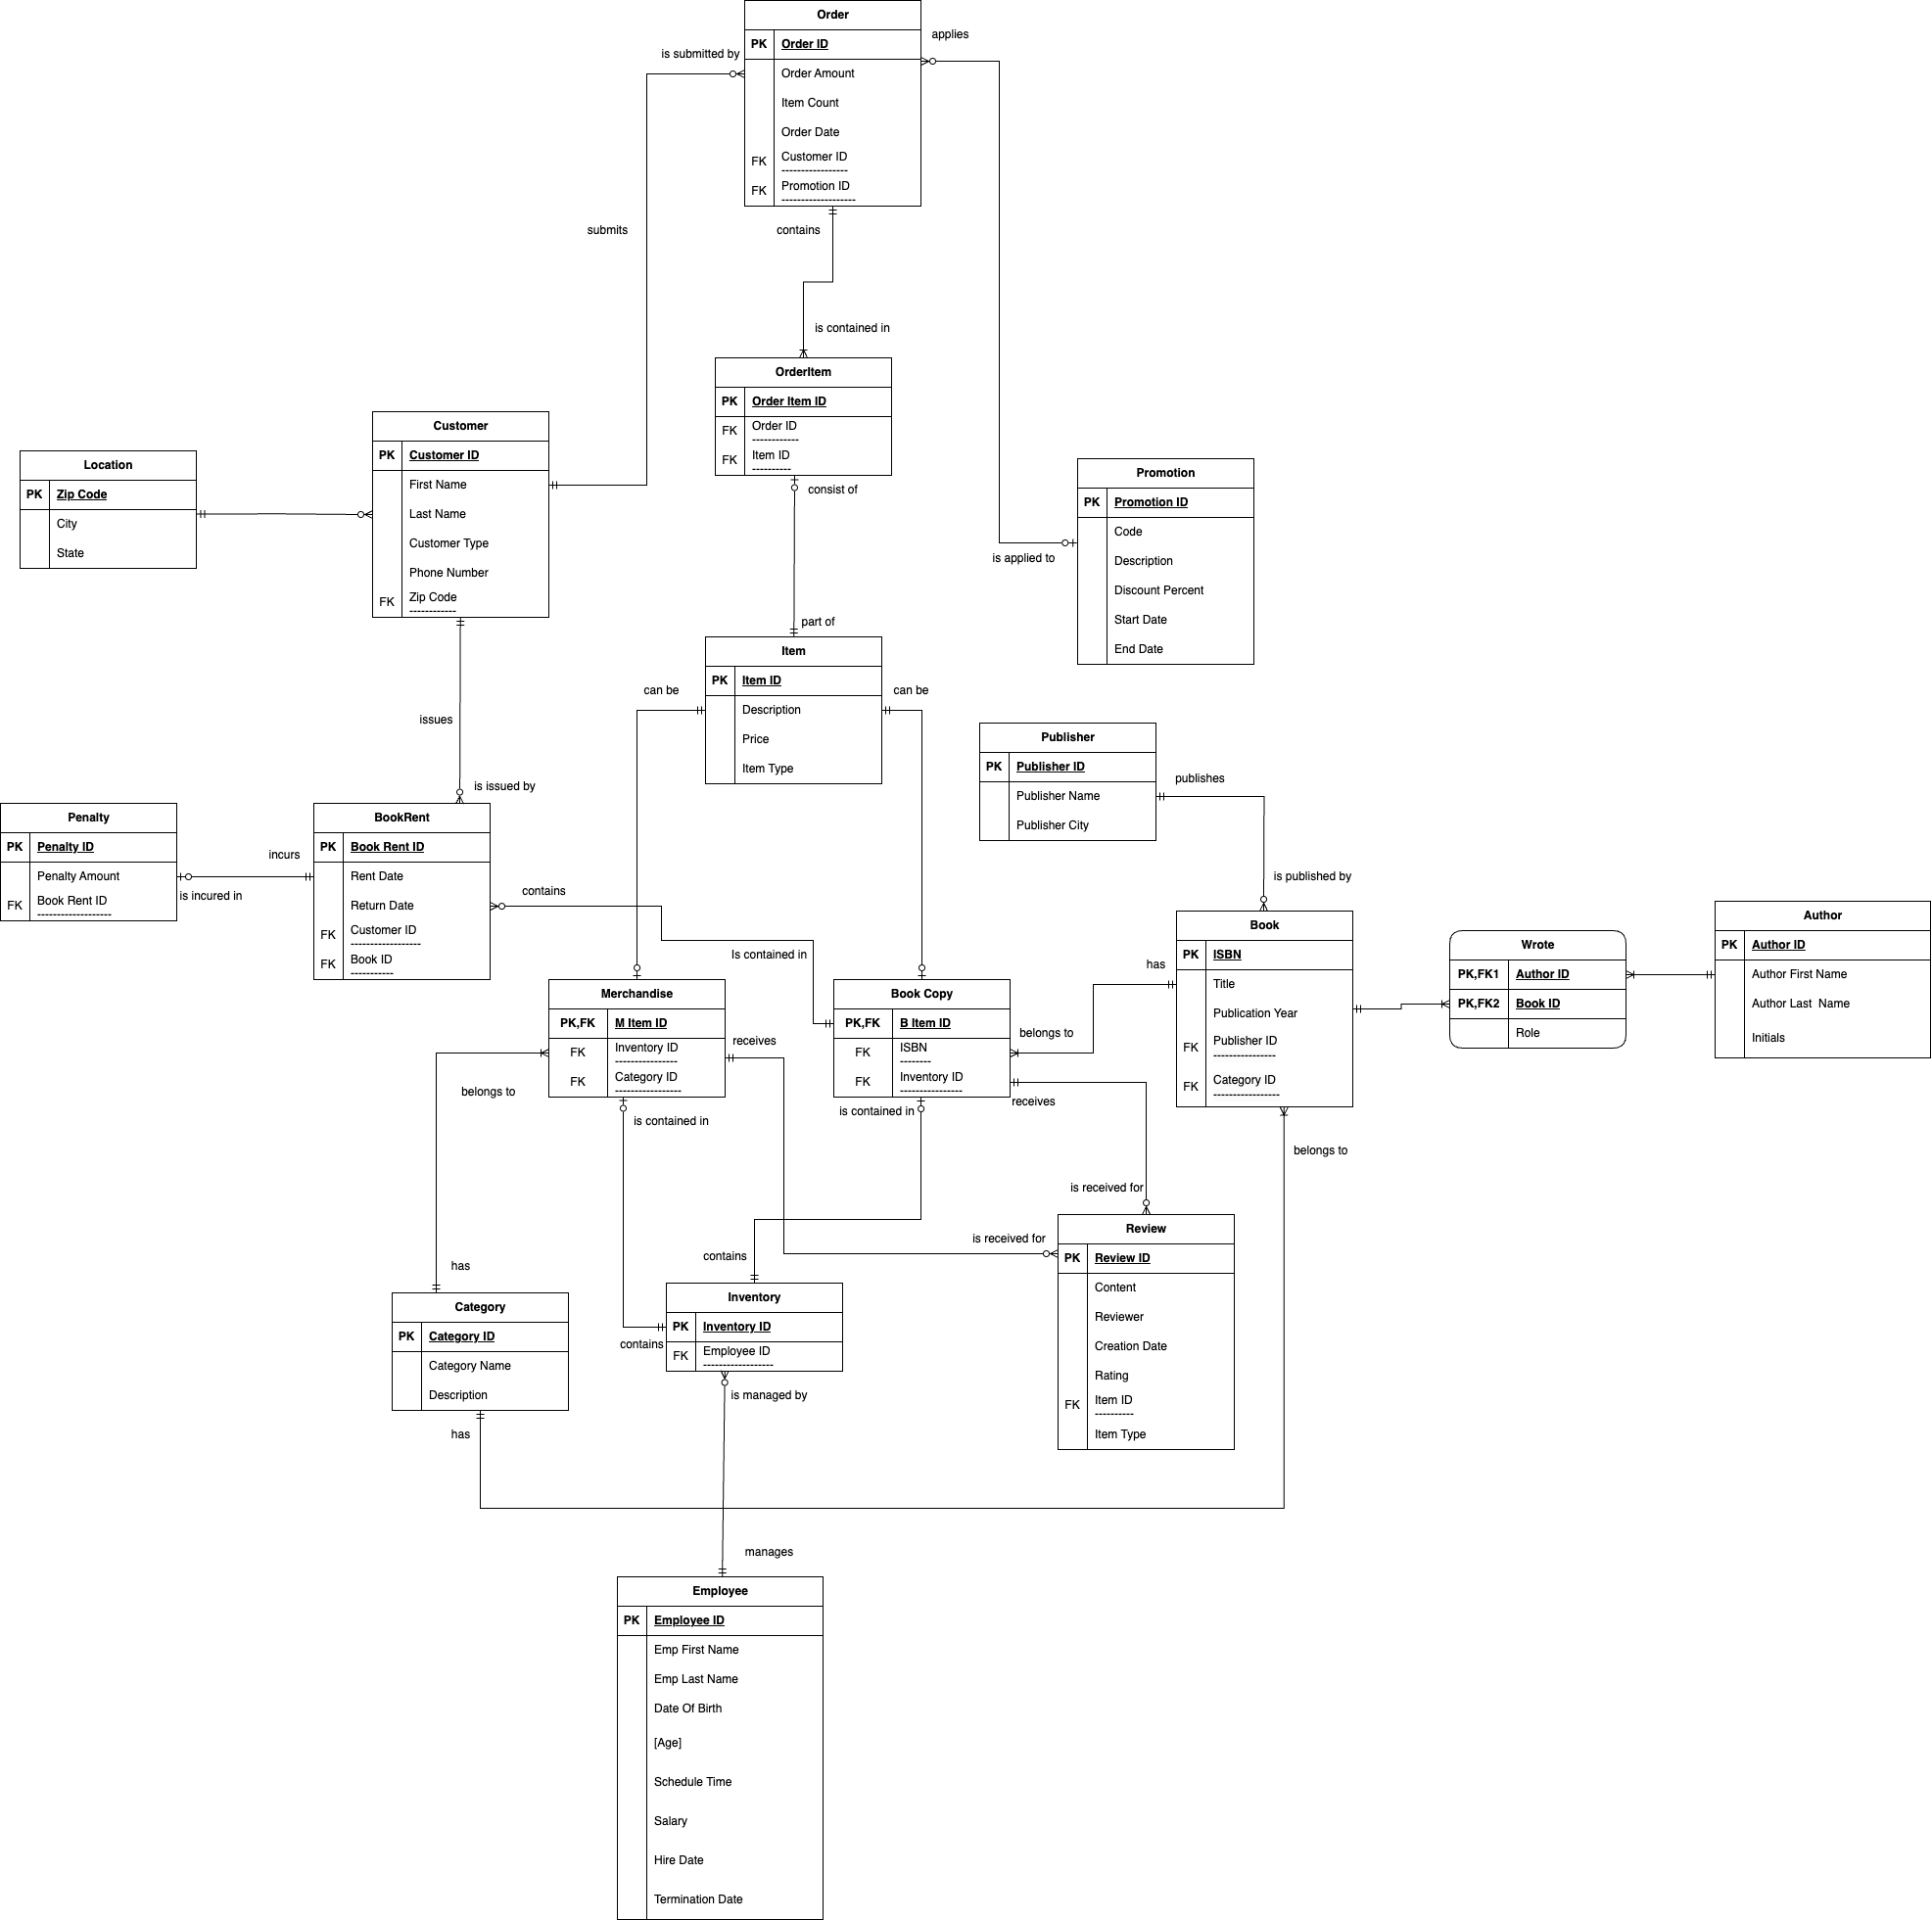 Order
PK Order ID
Order Amount
Item Count
Order Date
FK Customer ID
-----------------
FK Promotion ID
-------------------
is submitted by
applies
submits
contains
is contained in
OrderItem
PK Order Item ID
FK Order ID
------------
FK Item ID
----------
consist of
Customer
PK Customer ID
First Name
Last Name
Customer Type
Phone Number
FK Zip Code
------------
Location
PK Zip Code
City
State
Promotion
PK Promotion ID
Code
Description
Discount Percent
Start Date
End Date
is applied to
part of
Item
PK Item ID
Description
Price
Item Type
can be
can be
issues
is issued by
Publisher
PK Publisher ID
Publisher Name
Publisher City
publishes
is published by
Penalty
PK Penalty ID
Penalty Amount
FK Book Rent ID
-------------------
incurs
is incured in
BookRent
PK Book Rent ID
Rent Date
Return Date
FK Customer ID
------------------
FK Book ID
-----------
contains
Is contained in
Book
PK ISBN
Title
Publication Year
FK Publisher ID
----------------
FK Category ID
-----------------
has
belongs to
Wrote
PK,FK1 Author ID
PK,FK2 Book ID
Role
Author
PK Author ID
Author First Name
Author Last  Name
Initials
Merchandise
PK,FK M Item ID
FK Inventory ID
----------------
FK Category ID
-----------------
receives
belongs to
is contained in
Book Copy
PK,FK B Item ID
FK ISBN
--------
FK Inventory ID
----------------
is contained in
receives
belongs to
is received for
is received for
Review
PK Review ID
Content
Reviewer
Creation Date
Rating
FK Item ID
----------
Item Type
has
Category
PK Category ID
Category Name
Description
has
contains
contains
Inventory
PK Inventory ID
FK Employee ID
------------------
is managed by
manages
Employee
PK Employee ID
Emp First Name
Emp Last Name
Date Of Birth
[Age]
Schedule Time
Salary
Hire Date
Termination Date